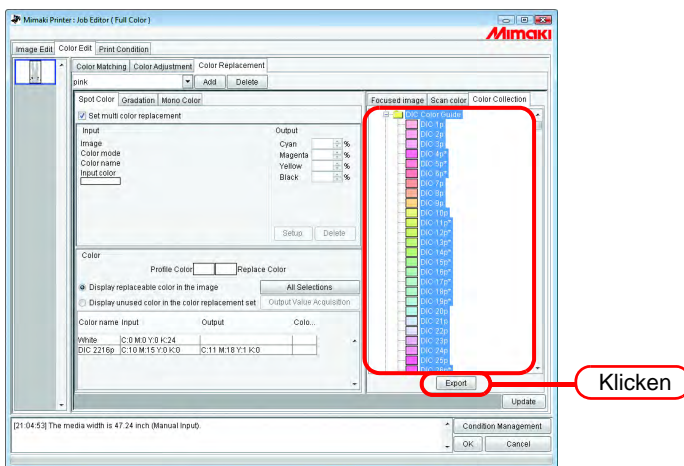 Mimaki Printer : Job Editor ( Full Color )
Mimaki
Image Edit Color Edit Print Condition
Color Matching Color Adjustment Color Replacement
pink Add Delete
Spot Color Gradation Mono Color
Set multi color replacement
Input
Image
Color mode
Color name
Input color
Output
Cyan %
Magenta %
Yellow %
Black %
Setup Delete
Color
Profile Color Replace Color
Display replaceable color in the image All Selections
Display unused color in the color replacement set Output Value Acquisition
Color name Input Output Colo...
White C:0 M:0 Y:0 K:24
DIC 2216p C:10 M:15 Y:0 K:0 C:11 M:18 Y:1 K:0
Focused image Scan color Color Collection
DIC Color Guide
DIC 1p
DIC 2p
DIC 3p
DIC 4p*
DIC 5p*
DIC 6p*
DIC 7p
DIC 8p
DIC 9p
DIC 10p
DIC 11p*
DIC 12p*
DIC 13p*
DIC 14p*
DIC 15p*
DIC 16p*
DIC 17p*
DIC 18p*
DIC 19p*
DIC 20p
DIC 21p
DIC 22p
DIC 23p
DIC 24p
DIC 25p
DIC 26p*
Export
Klicken
Update
[21:04:53] The media width is 47.24 inch (Manual Input).
Condition Management
OK Cancel